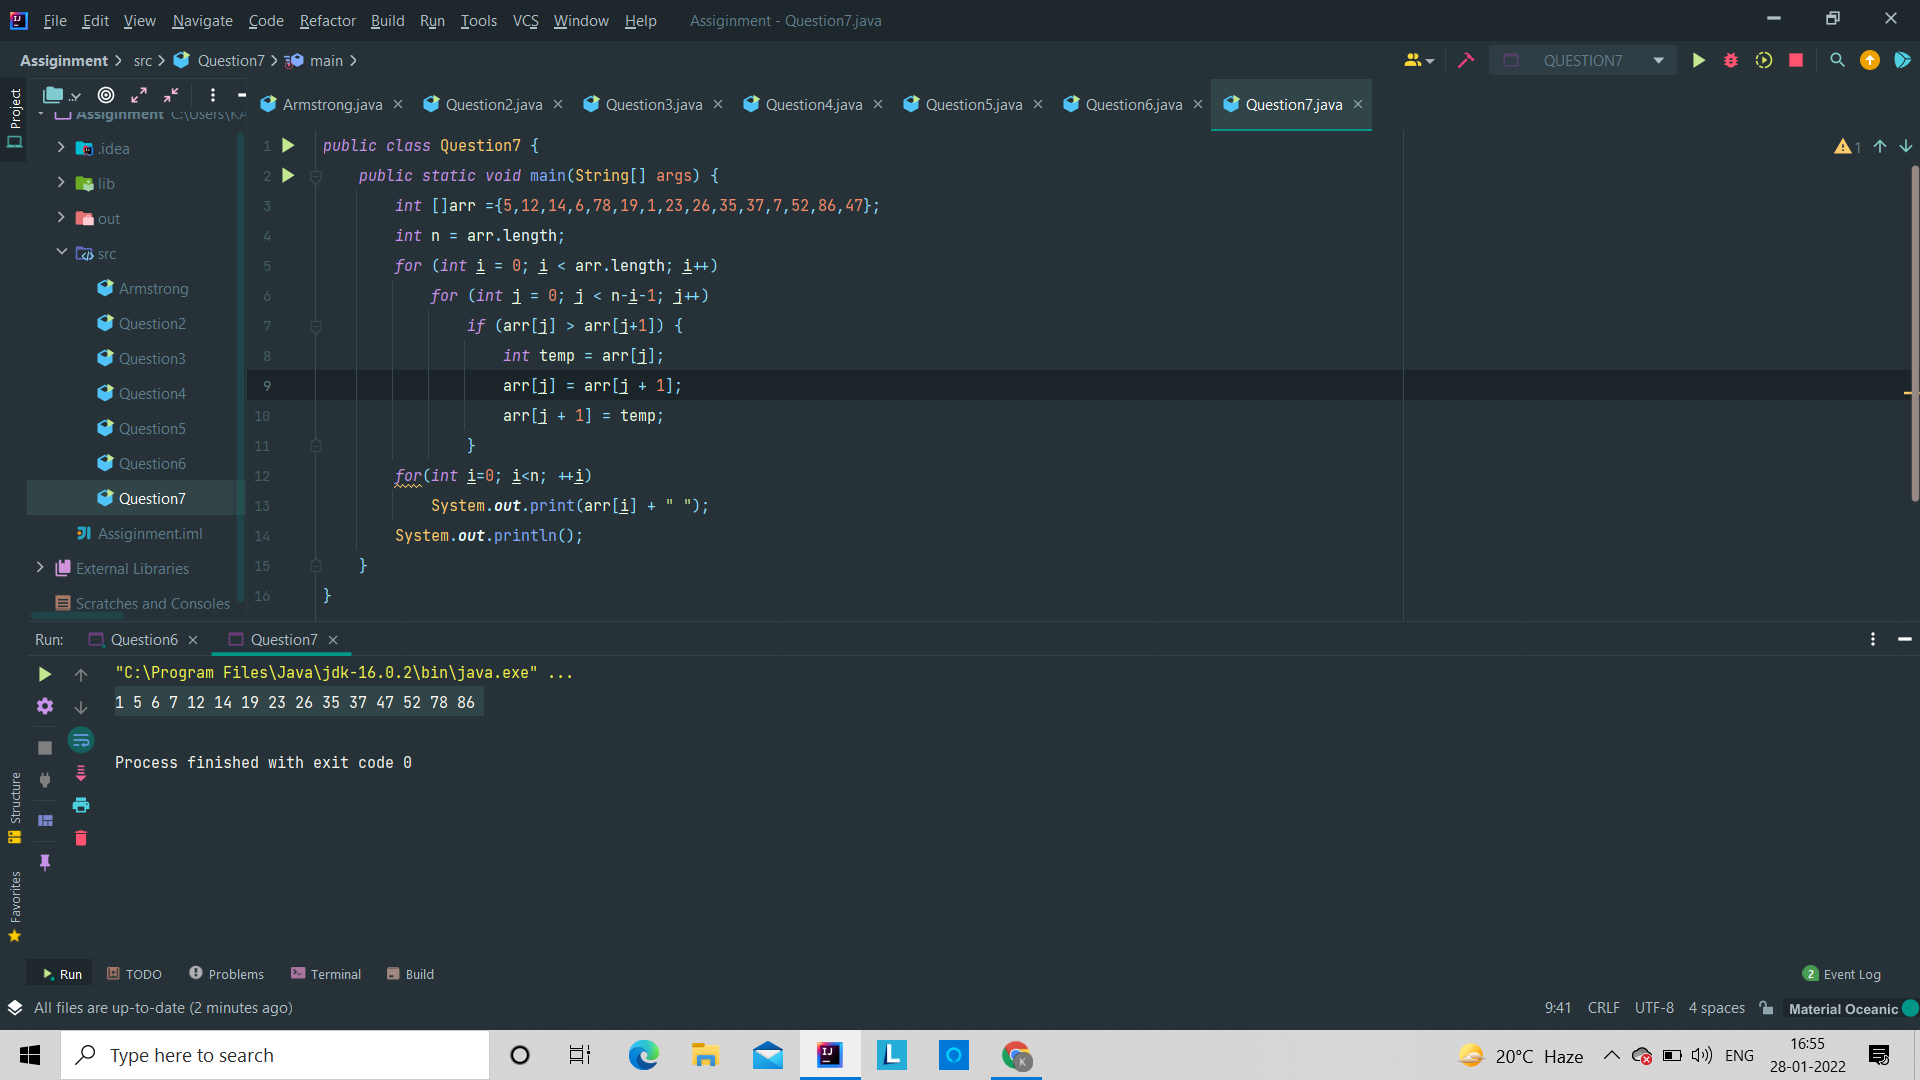 File Edit View Navigate Code Refactor Build Run Tools VCS Window Help Assiginment - Question7.java
Assiginment src Question7 main QUESTION7
Project
Armstrong.java Question2.java Question3.java Question4.java Question5.java Question6.java Question7.java
Assiginment C:\Users\KA
.idea
lib
out
src
Armstrong
Question2
Question3
Question4
Question5
Question6
Question7
Assiginment.iml
External Libraries
Scratches and Consoles
1 public class Question7 {
2 public static void main(String[] args) {
3 int []arr ={5,12,14,6,78,19,1,23,26,35,37,7,52,86,47};
4 int n = arr.length;
5 for (int i = 0; i < arr.length; i++)
6 for (int j = 0; j < n-i-1; j++)
7 if (arr[j] > arr[j+1]) {
8 int temp = arr[j];
9 arr[j] = arr[j + 1];
10 arr[j + 1] = temp;
11 }
12 for(int i=0; i<n; ++i)
13 System.out.print(arr[i] + " ");
14 System.out.println();
15 }
16 }
1
Run: Question6 Question7
"C:\Program Files\Java\jdk-16.0.2\bin\java.exe" ...
1 5 6 7 12 14 19 23 26 35 37 47 52 78 86
Process finished with exit code 0
Structure
Favorites
Run TODO Problems Terminal Build 2 Event Log
All files are up-to-date (2 minutes ago) 9:41 CRLF UTF-8 4 spaces Material Oceanic
Type here to search 20°C Haze ENG 16:55
28-01-2022